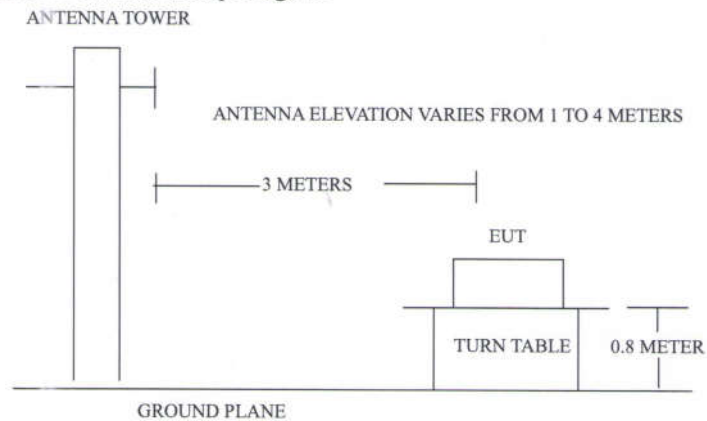 ANTENNA TOWER
ANTENNA ELEVATION VARIES FROM 1 TO 4 METERS
3 METERS
EUT
TURN TABLE
0.8 METER
GROUND PLANE